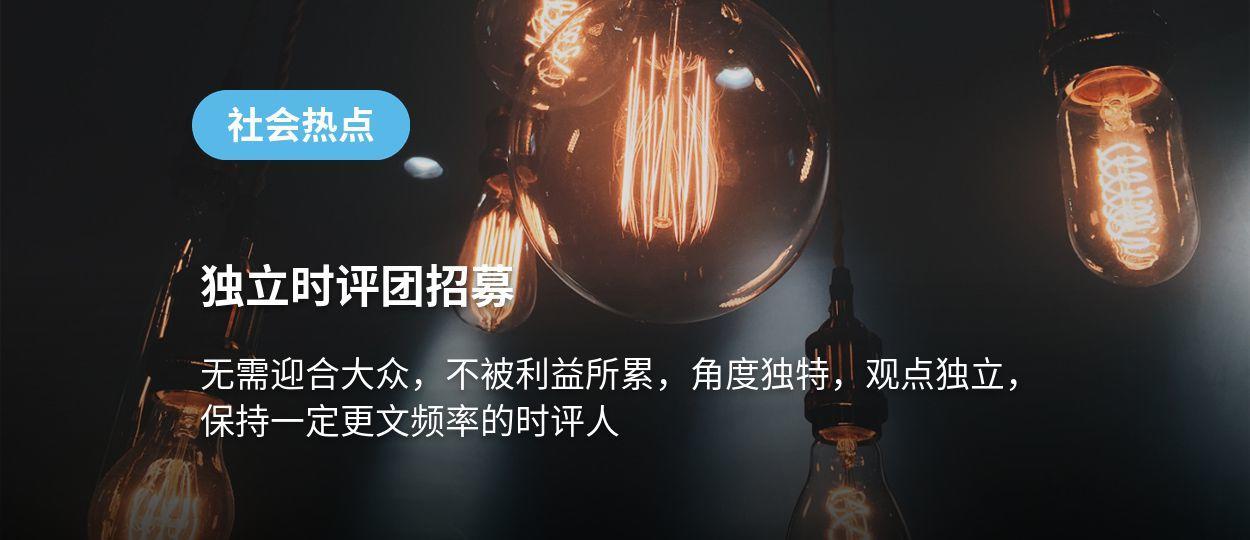 社会热点
独立时评团招募
无需迎合大众，不被利益所累，角度独特，观点独立，
保持一定更文频率的时评人